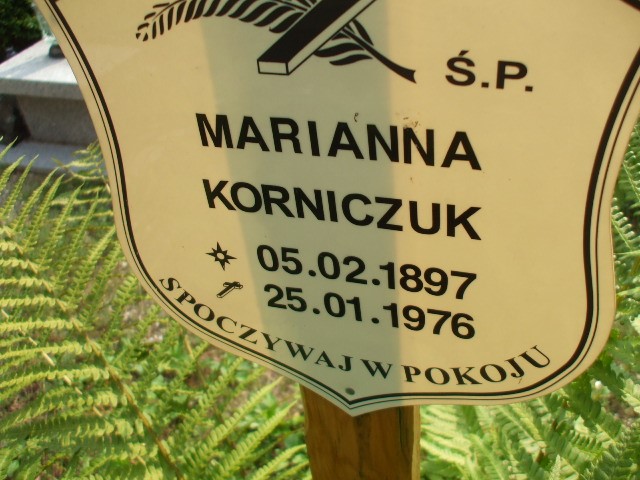 Ś.P.
MARIANNA
KORNICZUK
05.02.1897
25.01.1976
SPOCZYWAJ W POKOJU